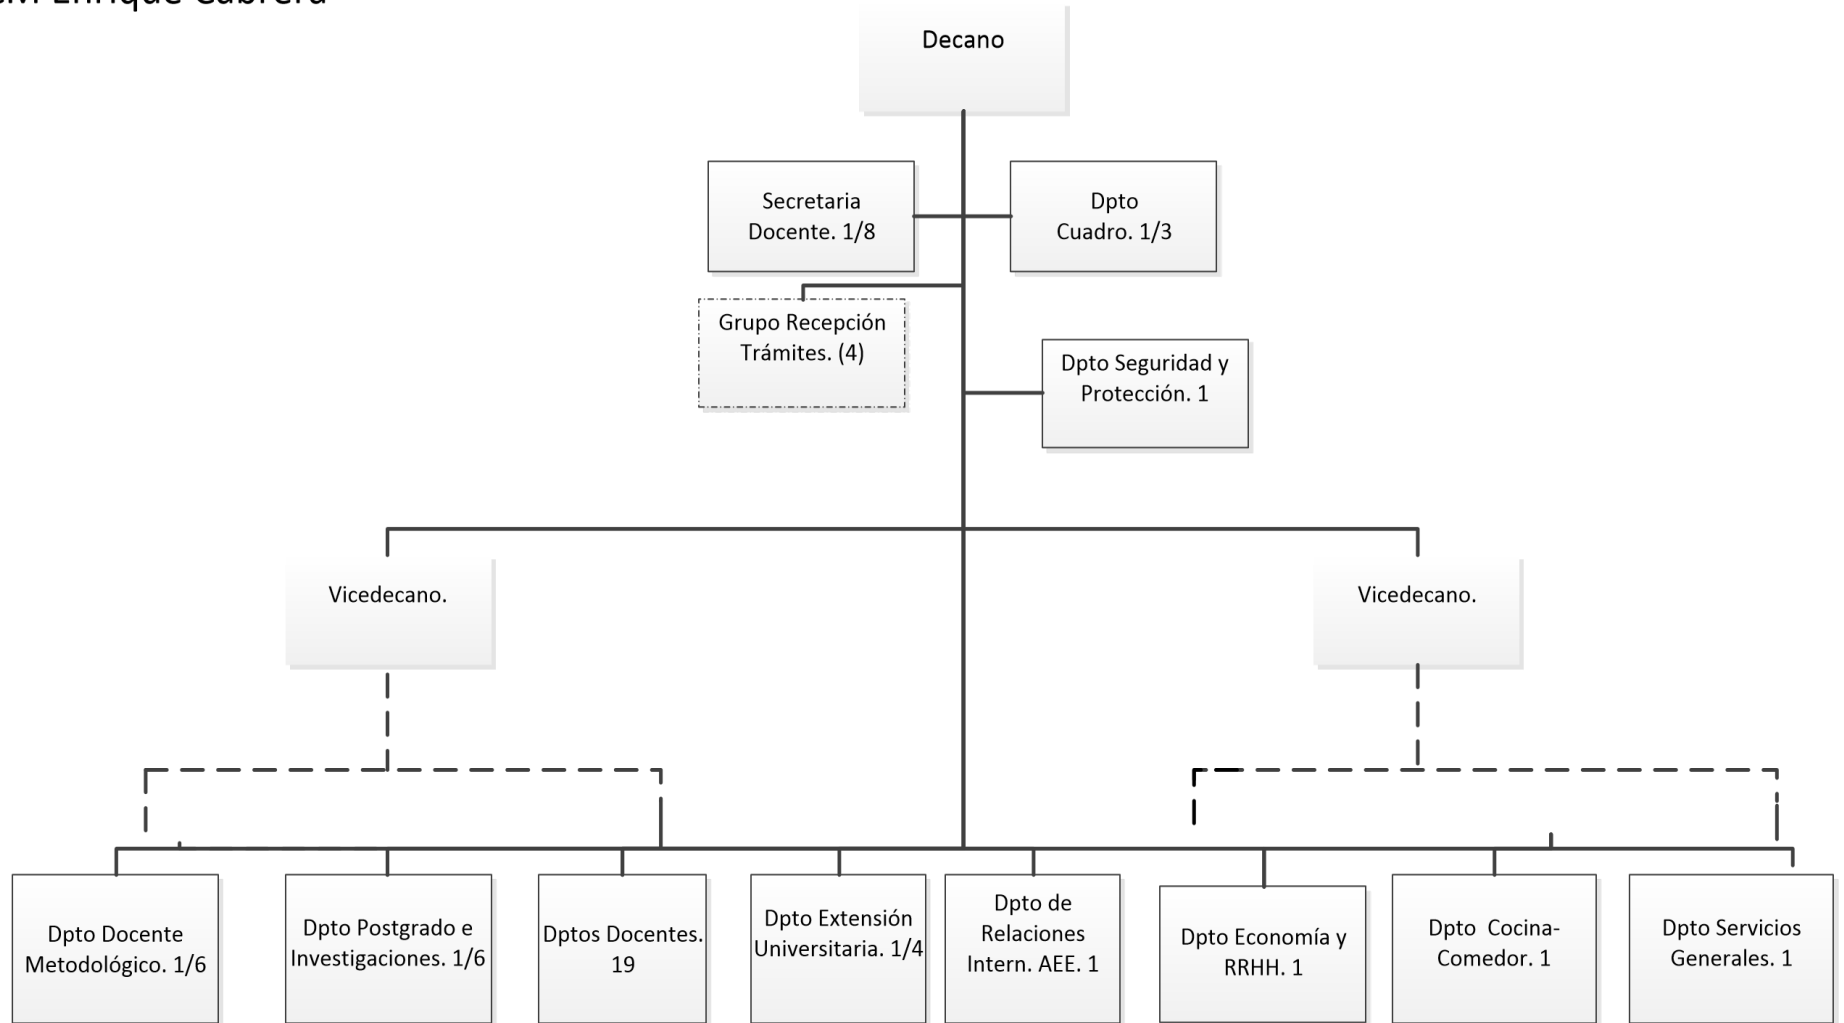 Enrique Cabrera
Decano
Secretaria
Docente. 1/8
Dpto
Cuadro. 1/3
Grupo Recepción
Trámites. (4)
Dpto Seguridad y
Protección. 1
Vicedecano.
Vicedecano.
Dpto Docente
Metodológico. 1/6
Dpto Postgrado e
Investigaciones. 1/6
Dptos Docentes.
19
Dpto Extensión
Universitaria. 1/4
Dpto de
Relaciones
Intern. AEE. 1
Dpto Economía y
RRHH. 1
Dpto  Cocina-
Comedor. 1
Dpto Servicios
Generales. 1